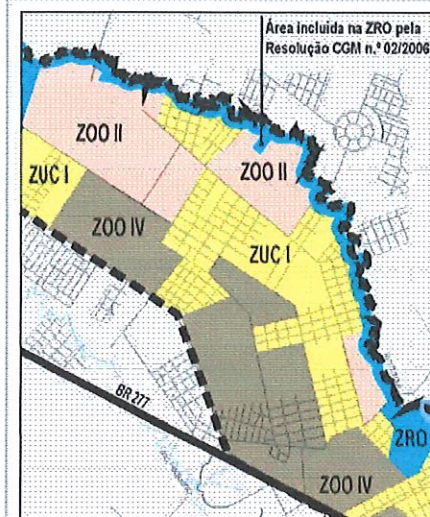 Área incluída na ZRO pela
Resolução CGM n.º 02/2006
ZOO II
ZOO II
ZUC I
ZOO IV
ZUC I
BR 277
ZRO
ZOO IV